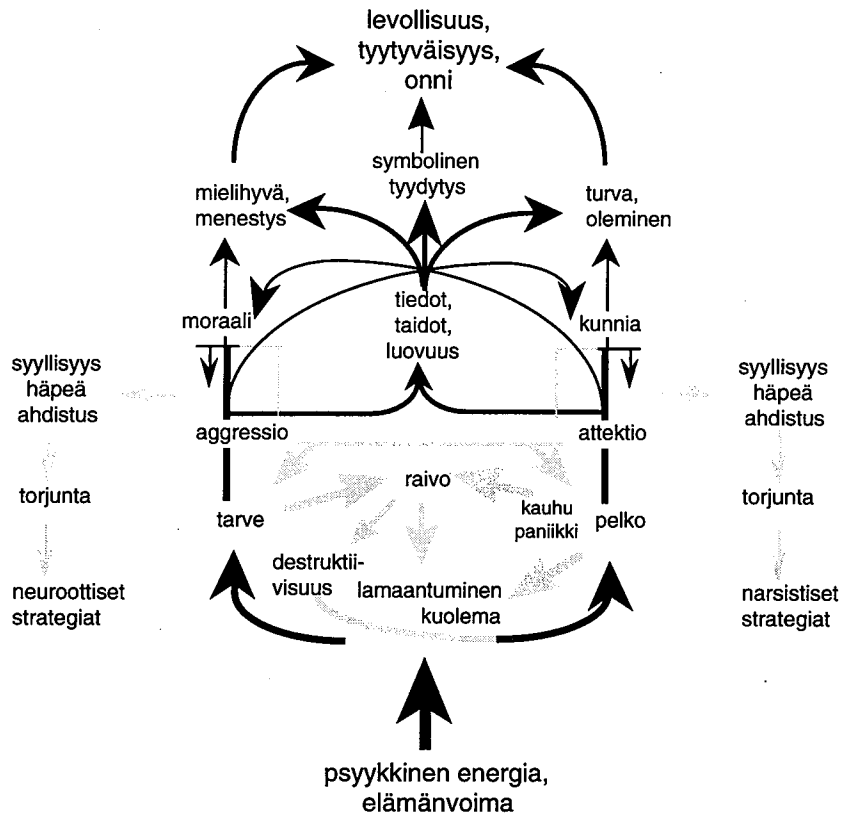 levollisuus,
tyytyväisyys,
onni
symbolinen
tyydytys
mielihyvä,
menestys
turva,
oleminen
tiedot,
taidot,
luovuus
moraali
kunnia
syyllisyys
häpeä
ahdistus
syyllisyys
häpeä
ahdistus
aggressio
attektio
raivo
torjunta
tarve
kauhu
paniikki
pelko
torjunta
destruktii-
visuus
lamaantuminen
kuolema
neuroottiset
strategiat
narsistiset
strategiat
psyykkinen energia,
elämänvoima